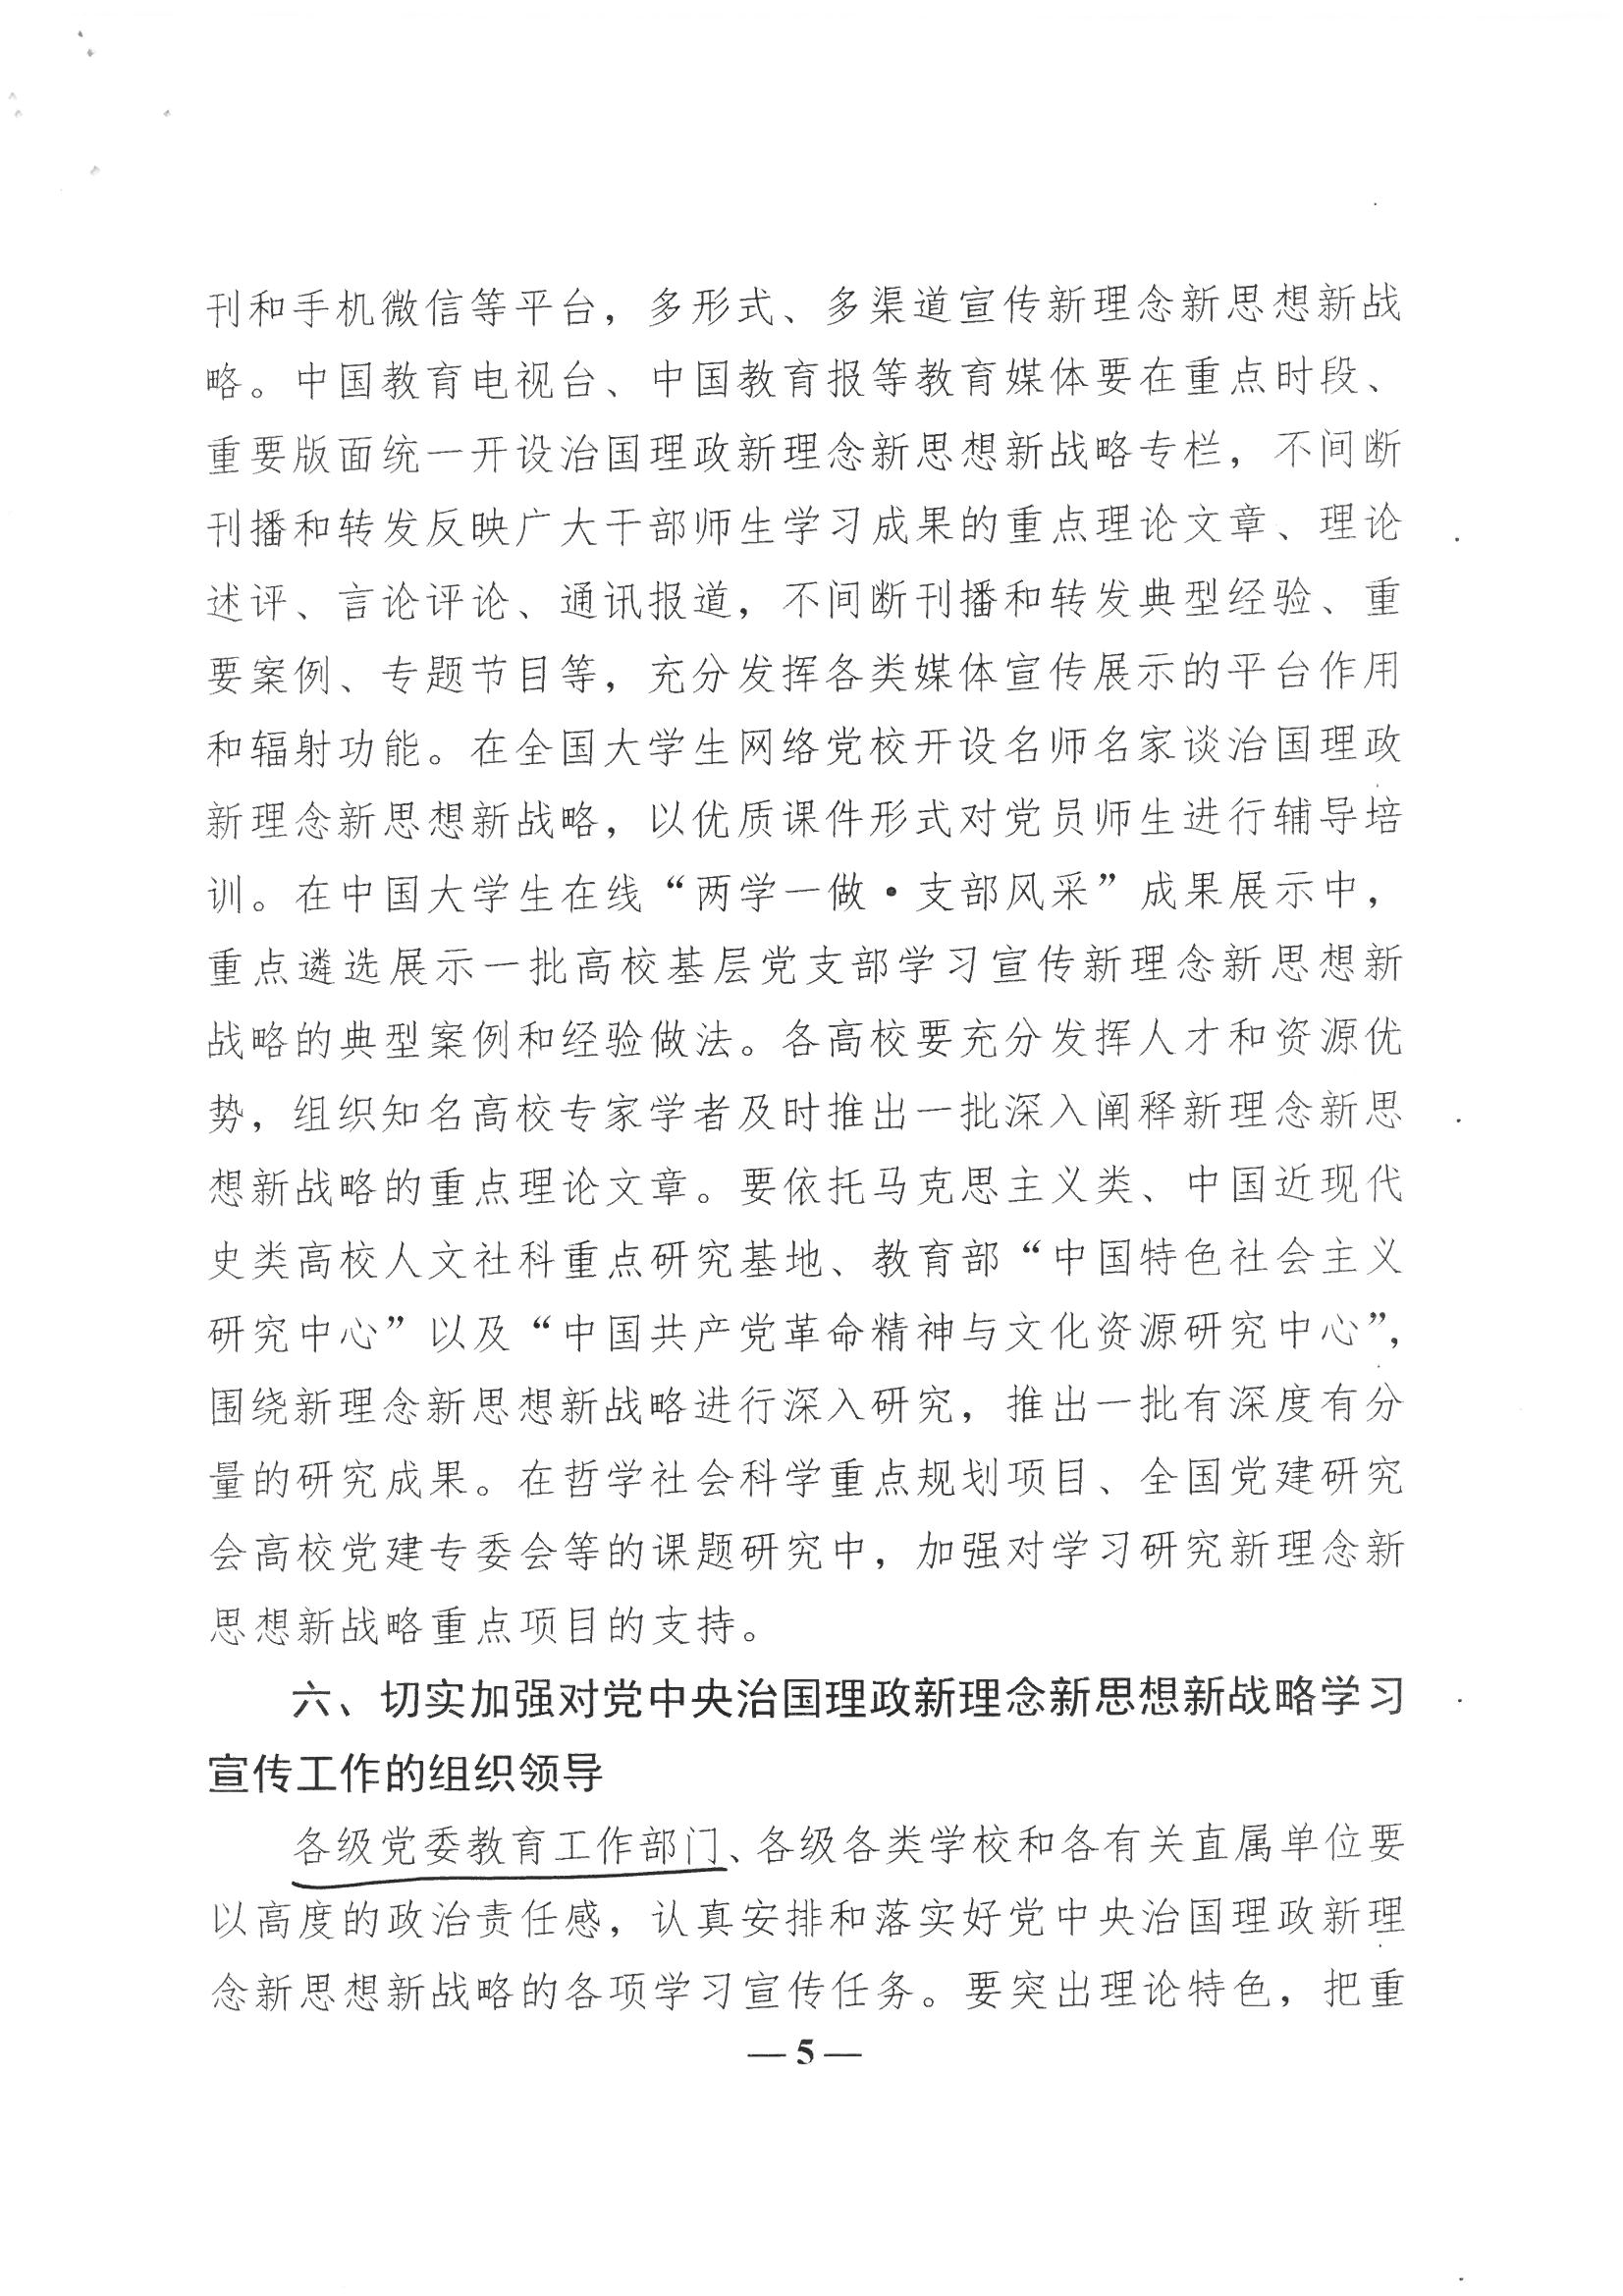 刊和手机微信等平台，多形式、多渠道宣传新理念新思想新战
略。中国教育电视台、中国教育报等教育媒体要在重点时段、
重要版面统一开设治国理政新理念新思想新战略专栏，不间断
刊播和转发反映广大干部师生学习成果的重点理论文章、理论
述评、言论评论、通讯报道，不间断刊播和转发典型经验、重
要案例、专题节目等，充分发挥各类媒体宣传展示的平台作用
和辐射功能。在全国大学生网络党校开设名师名家谈治国理政
新理念新思想新战略，以优质课件形式对党员师生进行辅导培
训。在中国大学生在线“两学一做·支部风采”成果展示中，
重点遴选展示一批高校基层党支部学习宣传新理念新思想新
战略的典型案例和经验做法。各高校要充分发挥人才和资源优
势，组织知名高校专家学者及时推出一批深入阐释新理念新思
想新战略的重点理论文章。要依托马克思主义类、中国近现代
史类高校人文社科重点研究基地、教育部“中国特色社会主义
研究中心”以及“中国共产党革命精神与文化资源研究中心”，
围绕新理念新思想新战略进行深入研究，推出一批有深度有分
量的研究成果。在哲学社会科学重点规划项目、全国党建研究
会高校党建专委会等的课题研究中，加强对学习研究新理念新
思想新战略重点项目的支持。
六、切实加强对党中央治国理政新理念新思想新战略学习
宣传工作的组织领导
各级党委教育工作部门、各级各类学校和各有关直属单位要
以高度的政治责任感，认真安排和落实好党中央治国理政新理
念新思想新战略的各项学习宣传任务。要突出理论特色，把重
— 5 —